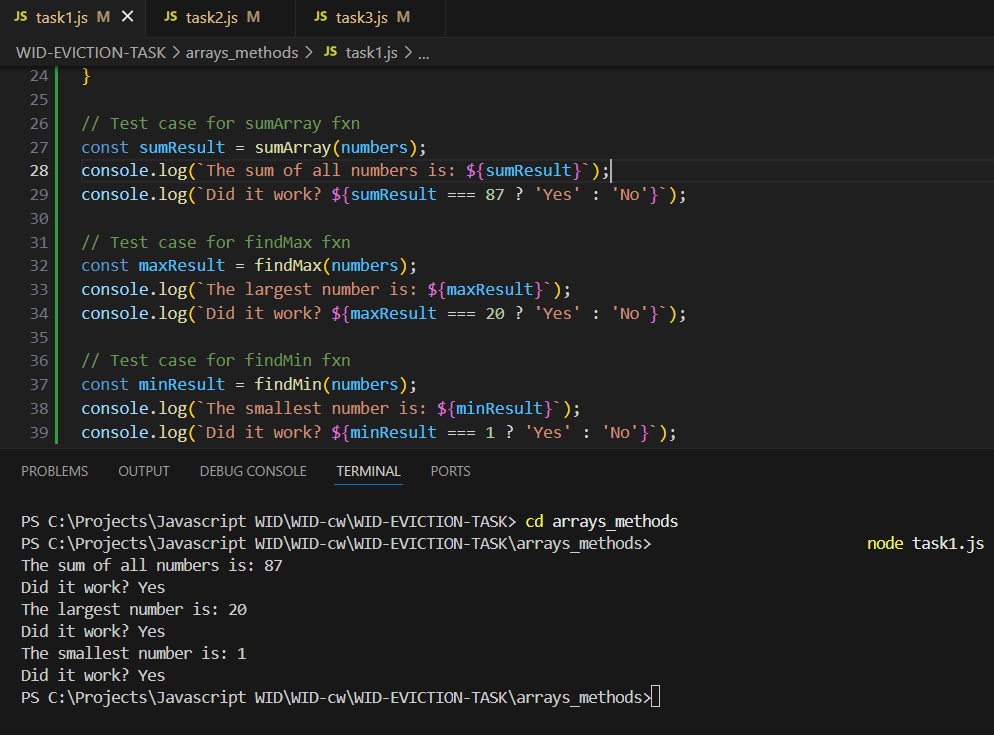 JS task1.js M ✕ JS task2.js M JS task3.js M
WID-EVICTION-TASK > arrays_methods > JS task1.js > ...
24 }
25
26 // Test case for sumArray fxn
27 const sumResult = sumArray(numbers);
28 console.log(`The sum of all numbers is: ${sumResult}`);
29 console.log(`Did it work? ${sumResult === 87 ? 'Yes' : 'No'}`);
30
31 // Test case for findMax fxn
32 const maxResult = findMax(numbers);
33 console.log(`The largest number is: ${maxResult}`);
34 console.log(`Did it work? ${maxResult === 20 ? 'Yes' : 'No'}`);
35
36 // Test case for findMin fxn
37 const minResult = findMin(numbers);
38 console.log(`The smallest number is: ${minResult}`);
39 console.log(`Did it work? ${minResult === 1 ? 'Yes' : 'No'}`);
PROBLEMS OUTPUT DEBUG CONSOLE TERMINAL PORTS
PS C:\Projects\Javascript WID\WID-cw\WID-EVICTION-TASK> cd arrays_methods
PS C:\Projects\Javascript WID\WID-cw\WID-EVICTION-TASK\arrays_methods> node task1.js
The sum of all numbers is: 87
Did it work? Yes
The largest number is: 20
Did it work? Yes
The smallest number is: 1
Did it work? Yes
PS C:\Projects\Javascript WID\WID-cw\WID-EVICTION-TASK\arrays_methods>